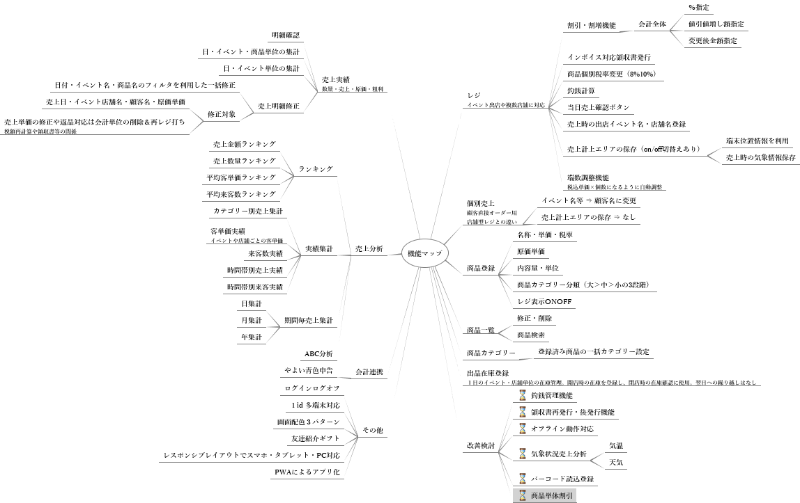 機能マップ
レジ
イベント出店や複数店舗に対応
割引・割増機能
会計全体
%指定
値引値増し額指定
変更後金額指定
インボイス対応領収書発行
商品個別税率変更（8%10%）
釣銭計算
当日売上確認ボタン
売上時の出店イベント名・店舗名登録
売上計上エリアの保存（on/off切替えあり）
端末位置情報を利用
売上時の気象情報保存
端数調整機能
税込単価×個数になるように自動調整
個別売上
顧客直接オーダー用
店舗型レジとの違い
イベント名等 ⇒ 顧客名に変更
売上計上エリアの保存 ⇒ なし
商品登録
名称・単価・税率
原価単価
内容量・単位
商品カテゴリー分類（大＞中＞小の3段階）
レジ表示ONOFF
商品一覧
修正・削除
商品検索
商品カテゴリー
登録済み商品の一括カテゴリー設定
出品在庫登録
1日のイベント・店舗単位の在庫管理、開店時の在庫を登録し、閉店時の在庫確認に使用、翌日への繰り越しはなし
改善検討
釣銭管理機能
領収書再発行・後発行機能
オフライン動作対応
気象状況売上分析
気温
天気
バーコード読込登録
商品単体割引
売上実績
数量・売上・原価・粗利
明細確認
日・イベント・商品単位の集計
日・イベント単位の集計
売上明細修正
日付・イベント名・商品名のフィルタを利用した一括修正
修正対象
売上日・イベント店舗名・顧客名・原価単価
売上単価の修正や返品対応は会計単位の削除＆再レジ打ち
税額再計算や領収書等の関係
売上分析
ランキング
売上金額ランキング
売上数量ランキング
平均客単価ランキング
平均来客数ランキング
実績集計
カテゴリー別売上集計
客単価実績
イベントや店舗ごとの客単価
来客数実績
時間帯別売上実績
時間帯別来客実績
期間毎売上集計
日集計
月集計
年集計
ABC分析
会計連携
やよい青色申告
その他
ログインログオフ
1 id 多端末対応
画面配色３パターン
友達紹介ギフト
レスポンシブレイアウトでスマホ・タブレット・PC対応
PWAによるアプリ化